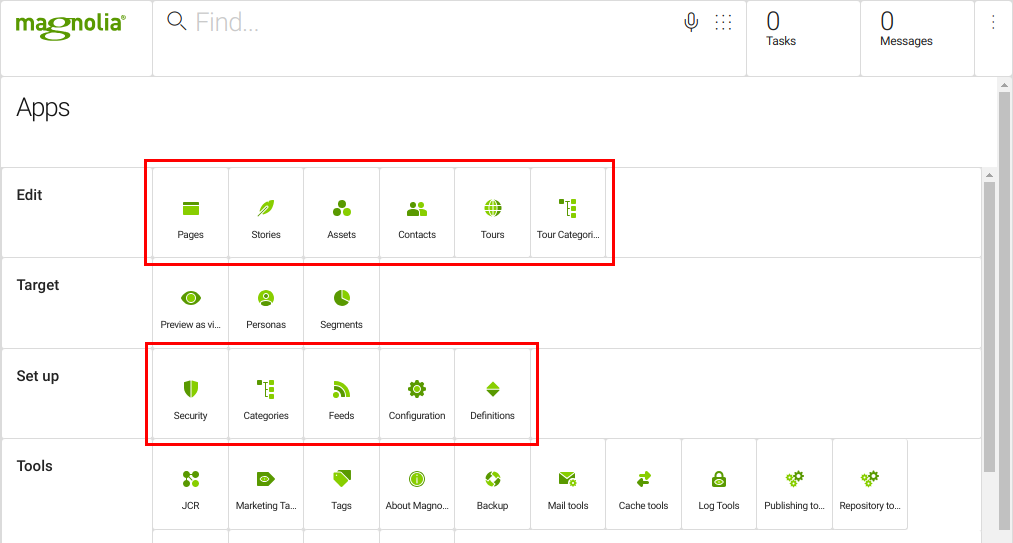 magnolia®
Find...
0
Tasks
0
Messages
Apps
Edit
Pages
Stories
Assets
Contacts
Tours
Tour Categori...
Target
Preview as vi...
Personas
Segments
Set up
Security
Categories
Feeds
Configuration
Definitions
Tools
JCR
Marketing Ta...
Tags
About Magno...
Backup
Mail tools
Cache tools
Log Tools
Publishing to...
Repository to...